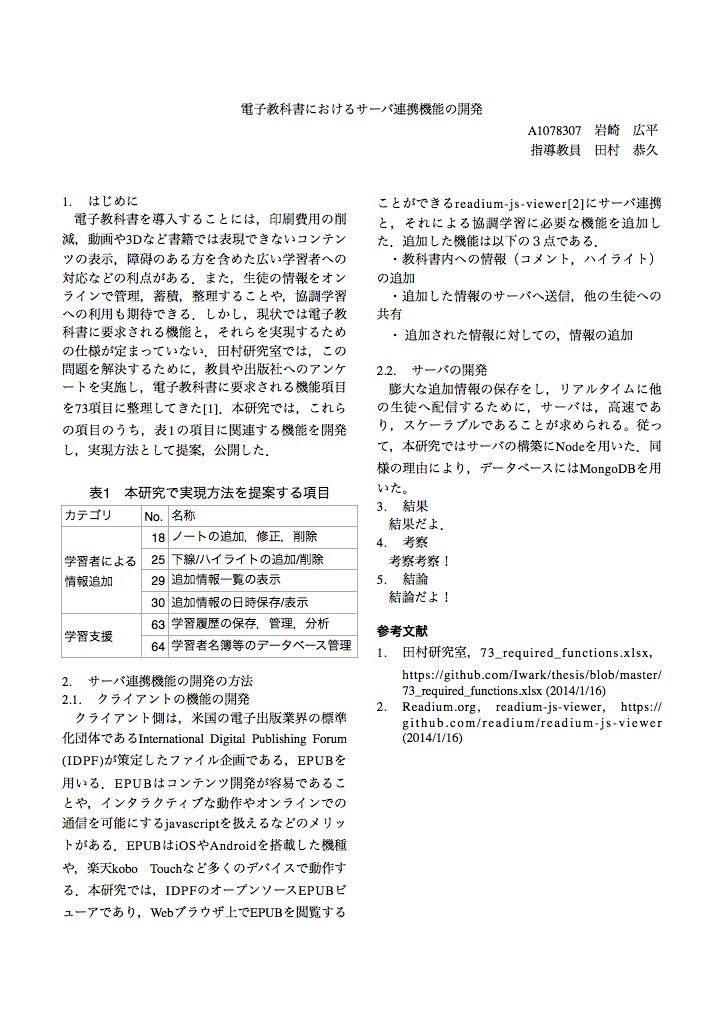 電子教科書におけるサーバ連携機能の開発
A1078307　岩崎　広平
指導教員　田村　恭久
1.　はじめに
電子教科書を導入することには，印刷費用の削
減，動画や3Dなど書籍では表現できないコンテン
ツの表示，障碍のある方を含めた広い学習者への
対応などの利点がある．また，生徒の情報をオン
ラインで管理，蓄積，整理することや，協調学習
への利用も期待できる．しかし，現状では電子教
科書に要求される機能と，それらを実現するため
の仕様が定まっていない．田村研究室では，この
問題を解決するために，教員や出版社へのアンケ
ートを実施し，電子教科書に要求される機能項目
を73項目に整理してきた[1]．本研究では，これら
の項目のうち，表1の項目に関連する機能を開発
し，実現方法として提案，公開した．
表1　本研究で実現方法を提案する項目
カテゴリ　No.　名称
学習者による
情報追加
18　ノートの追加，修正，削除
25　下線/ハイライトの追加/削除
29　追加情報一覧の表示
30　追加情報の日時保存/表示
学習支援
63　学習履歴の保存，管理，分析
64　学習者名簿等のデータベース管理
2.　サーバ連携機能の開発の方法
2.1.　クライアントの機能の開発
クライアント側は，米国の電子出版業界の標準
化団体であるInternational Digital Publishing Forum
(IDPF)が策定したファイル企画である，EPUBを
用いる．EPUBはコンテンツ開発が容易であるこ
とや，インタラクティブな動作やオンラインでの
通信を可能にするjavascriptを扱えるなどのメリッ
トがある．EPUBはiOSやAndroidを搭載した機種
や，楽天kobo　Touchなど多くのデバイスで動作す
る．本研究では，IDPFのオープンソースEPUBビ
ューアであり，Webブラウザ上でEPUBを閲覧する
ことができるreadium-js-viewer[2]にサーバ連携
と，それによる協調学習に必要な機能を追加し
た．追加した機能は以下の３点である．
・教科書内への情報（コメント，ハイライト）
の追加
・追加した情報のサーバへ送信，他の生徒への
共有
・ 追加された情報に対しての，情報の追加
2.2.　サーバの開発
膨大な追加情報の保存をし，リアルタイムに他
の生徒へ配信するために，サーバは，高速であ
り，スケーラブルであることが求められる。従っ
て，本研究ではサーバの構築にNodeを用いた．同
様の理由により，データベースにはMongoDBを用
いた。
3.　結果
結果だよ．
4.　考察
考察考察！
5.　結論
結論だよ！
参考文献
1.　田村研究室，73_required_functions.xlsx，
https://github.com/Iwark/thesis/blob/master/
73_required_functions.xlsx (2014/1/16)
2.　Readium.org，readium-js-viewer，https://
github.com/readium/readium-js-viewer
(2014/1/16)